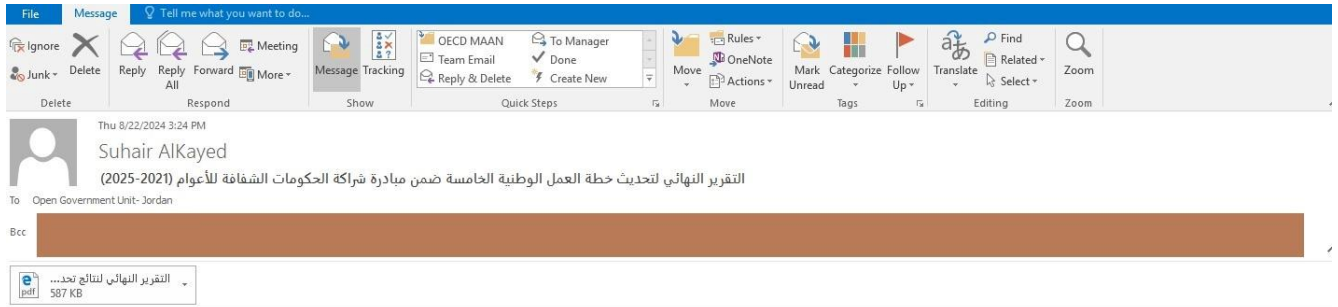 File Message Tell me what you want to do...
Ignore
Junk
Delete
Reply
Reply All
Forward
Meeting
More
Message
Tracking
OECD MAAN
Team Email
Reply & Delete
To Manager
Done
Create New
Move
Rules
OneNote
Actions
Mark Unread
Categorize
Follow Up
Translate
Find
Related
Select
Zoom
Delete Respond Show Quick Steps Move Tags Editing Zoom
Thu 8/22/2024 3:24 PM
Suhair AlKayed
التقرير النهائي لتحديث خطة العمل الوطنية الخامسة ضمن مبادرة شراكة الحكومات الشفافة للأعوام (2021-2025)
To Open Government Unit- Jordan
Bcc
التقرير النهائي لنتائج تحد...
pdf 587 KB